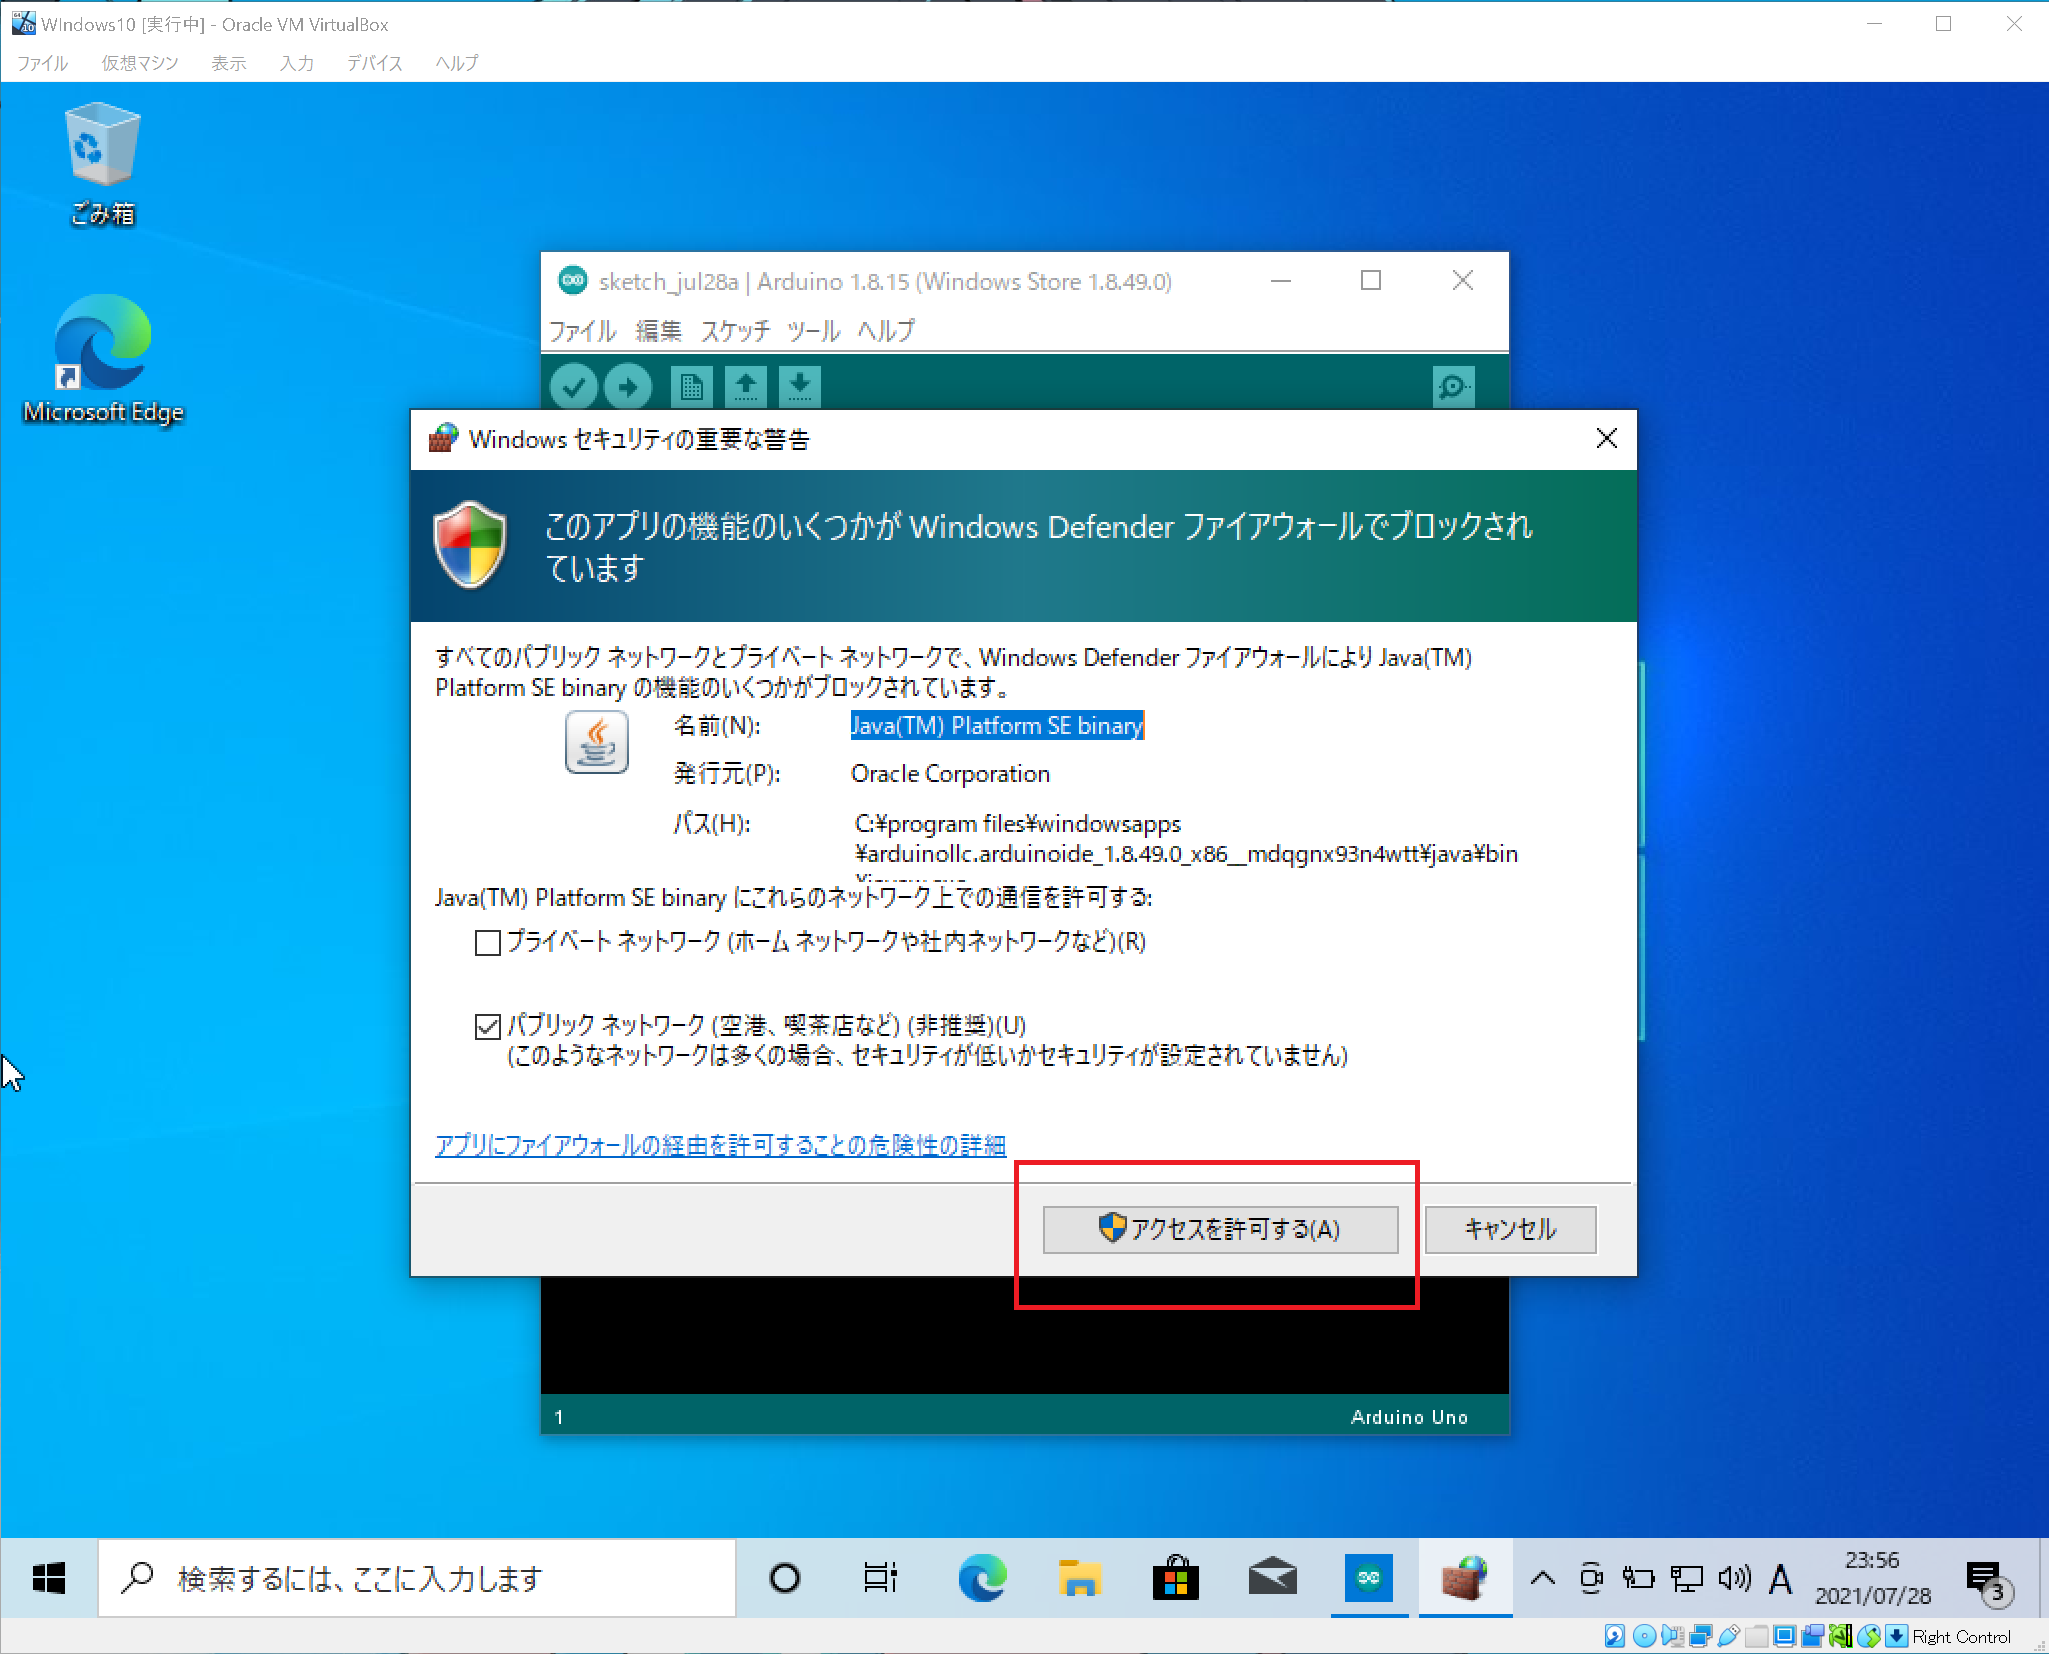 WIndows10 [実行中] - Oracle VM VirtualBox
ファイル 仮想マシン 表示 入力 デバイス ヘルプ
ごみ箱
Microsoft Edge
sketch_jul28a | Arduino 1.8.15 (Windows Store 1.8.49.0)
ファイル 編集 スケッチ ツール ヘルプ
Windows セキュリティの重要な警告
このアプリの機能のいくつかが Windows Defender ファイアウォールでブロックされ
ています
すべてのパブリック ネットワークとプライベート ネットワークで、Windows Defender ファイアウォールにより Java(TM)
Platform SE binary の機能のいくつかがブロックされています。
名前(N): Java(TM) Platform SE binary
発行元(P): Oracle Corporation
パス(H): C:¥program files¥windowsapps
¥arduinollc.arduinoide_1.8.49.0_x86__mdqgnx93n4wtt¥java¥bin
Java(TM) Platform SE binary にこれらのネットワーク上での通信を許可する:
プライベート ネットワーク (ホーム ネットワークや社内ネットワークなど)(R)
パブリック ネットワーク (空港、喫茶店など) (非推奨)(U)
(このようなネットワークは多くの場合、セキュリティが低いかセキュリティが設定されていません)
アプリにファイアウォールの経由を許可することの危険性の詳細
アクセスを許可する(A) キャンセル
1 Arduino Uno
検索するには、ここに入力します
A
23:56
2021/07/28
3
Right Control